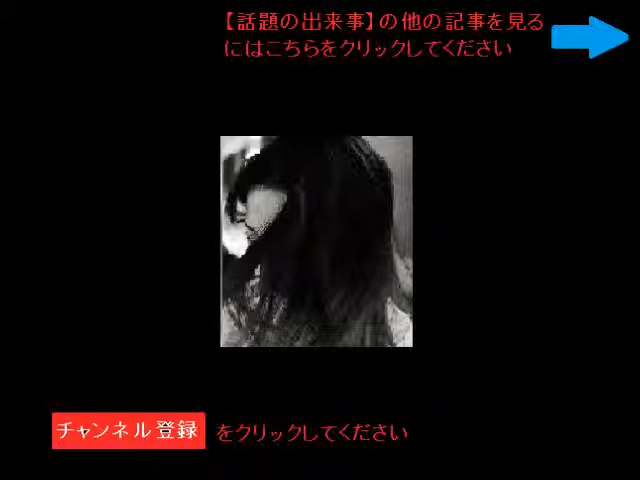 【話題の出来事】の他の記事を見る
にはこちらをクリックしてください
チャンネル登録 をクリックしてください